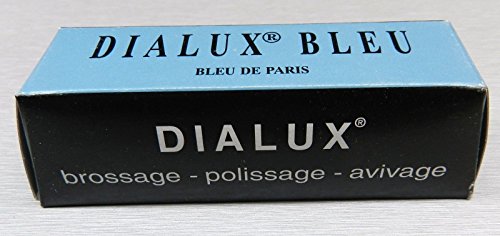 DIALUX® BLEU
BLEU DE PARIS
DIALUX®
brossage - polissage - avivage